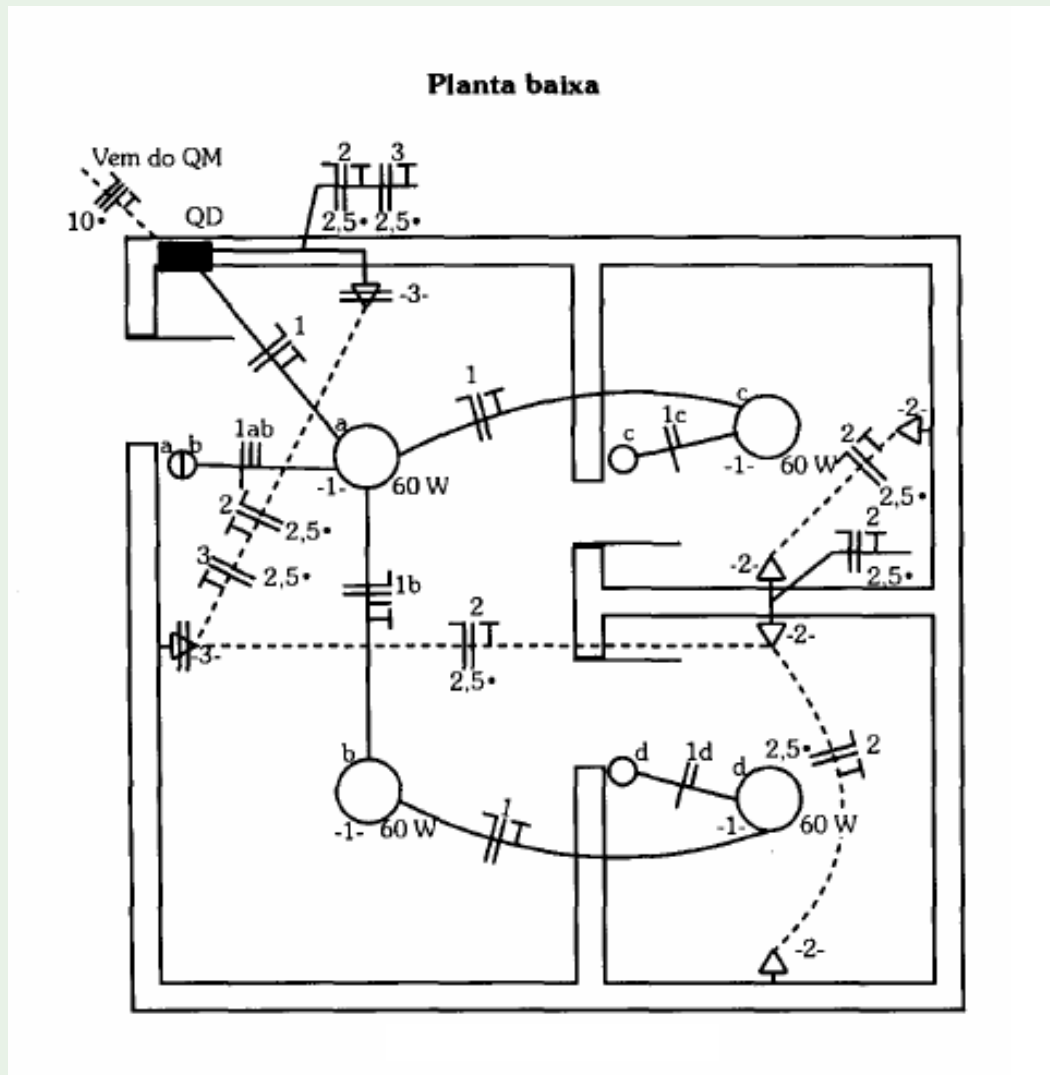 Planta baixa
Vem do QM
2 3
10•
QD
2,5• 2,5•
-3-
1
1
a
c
-2-
1ab
1c
c
2
a b
-1-
60 W
-1-
60 W
2,5•
2
2,5•
2
3
2,5•
-2-
2,5•
1b
2
-2-
-3-
2,5•
b
d
1d
d
2,5•
2
-1-
60 W
1
-1-
60 W
-2-